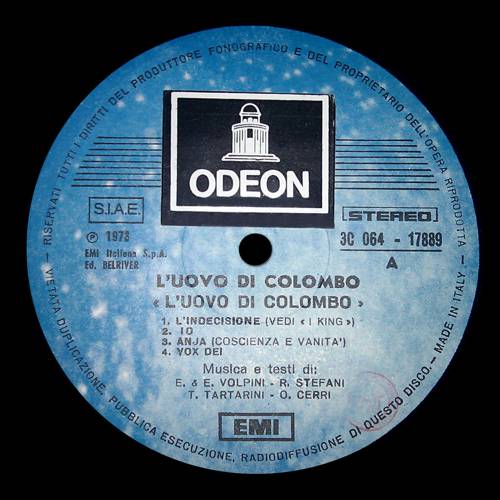 RISERVATI TUTTI I DIRITTI DEL PRODUTTORE FONOGRAFICO E DEL PROPRIETARIO DELL'OPERA RIPRODOTTA
ODEON
S.I.A.E.
STEREO
℗ 1973
3C 064 - 17889
EMI Italiana S.p.A.
A
Ed. BELRIVER
L'UOVO DI COLOMBO
« L'UOVO DI COLOMBO »
1. L'INDECISIONE (VEDI « I KING »)
2. IO
3. ANJA (COSCIENZA E VANITA')
4. VOX DEI
Musica e testi di:
E. & E. VOLPINI - R. STEFANI
T. TARTARINI - O. CERRI
EMI
- VIETATA DUPLICAZIONE, PUBBLICA ESECUZIONE, RADIODIFFUSIONE DI QUESTO DISCO. - MADE IN ITALY -